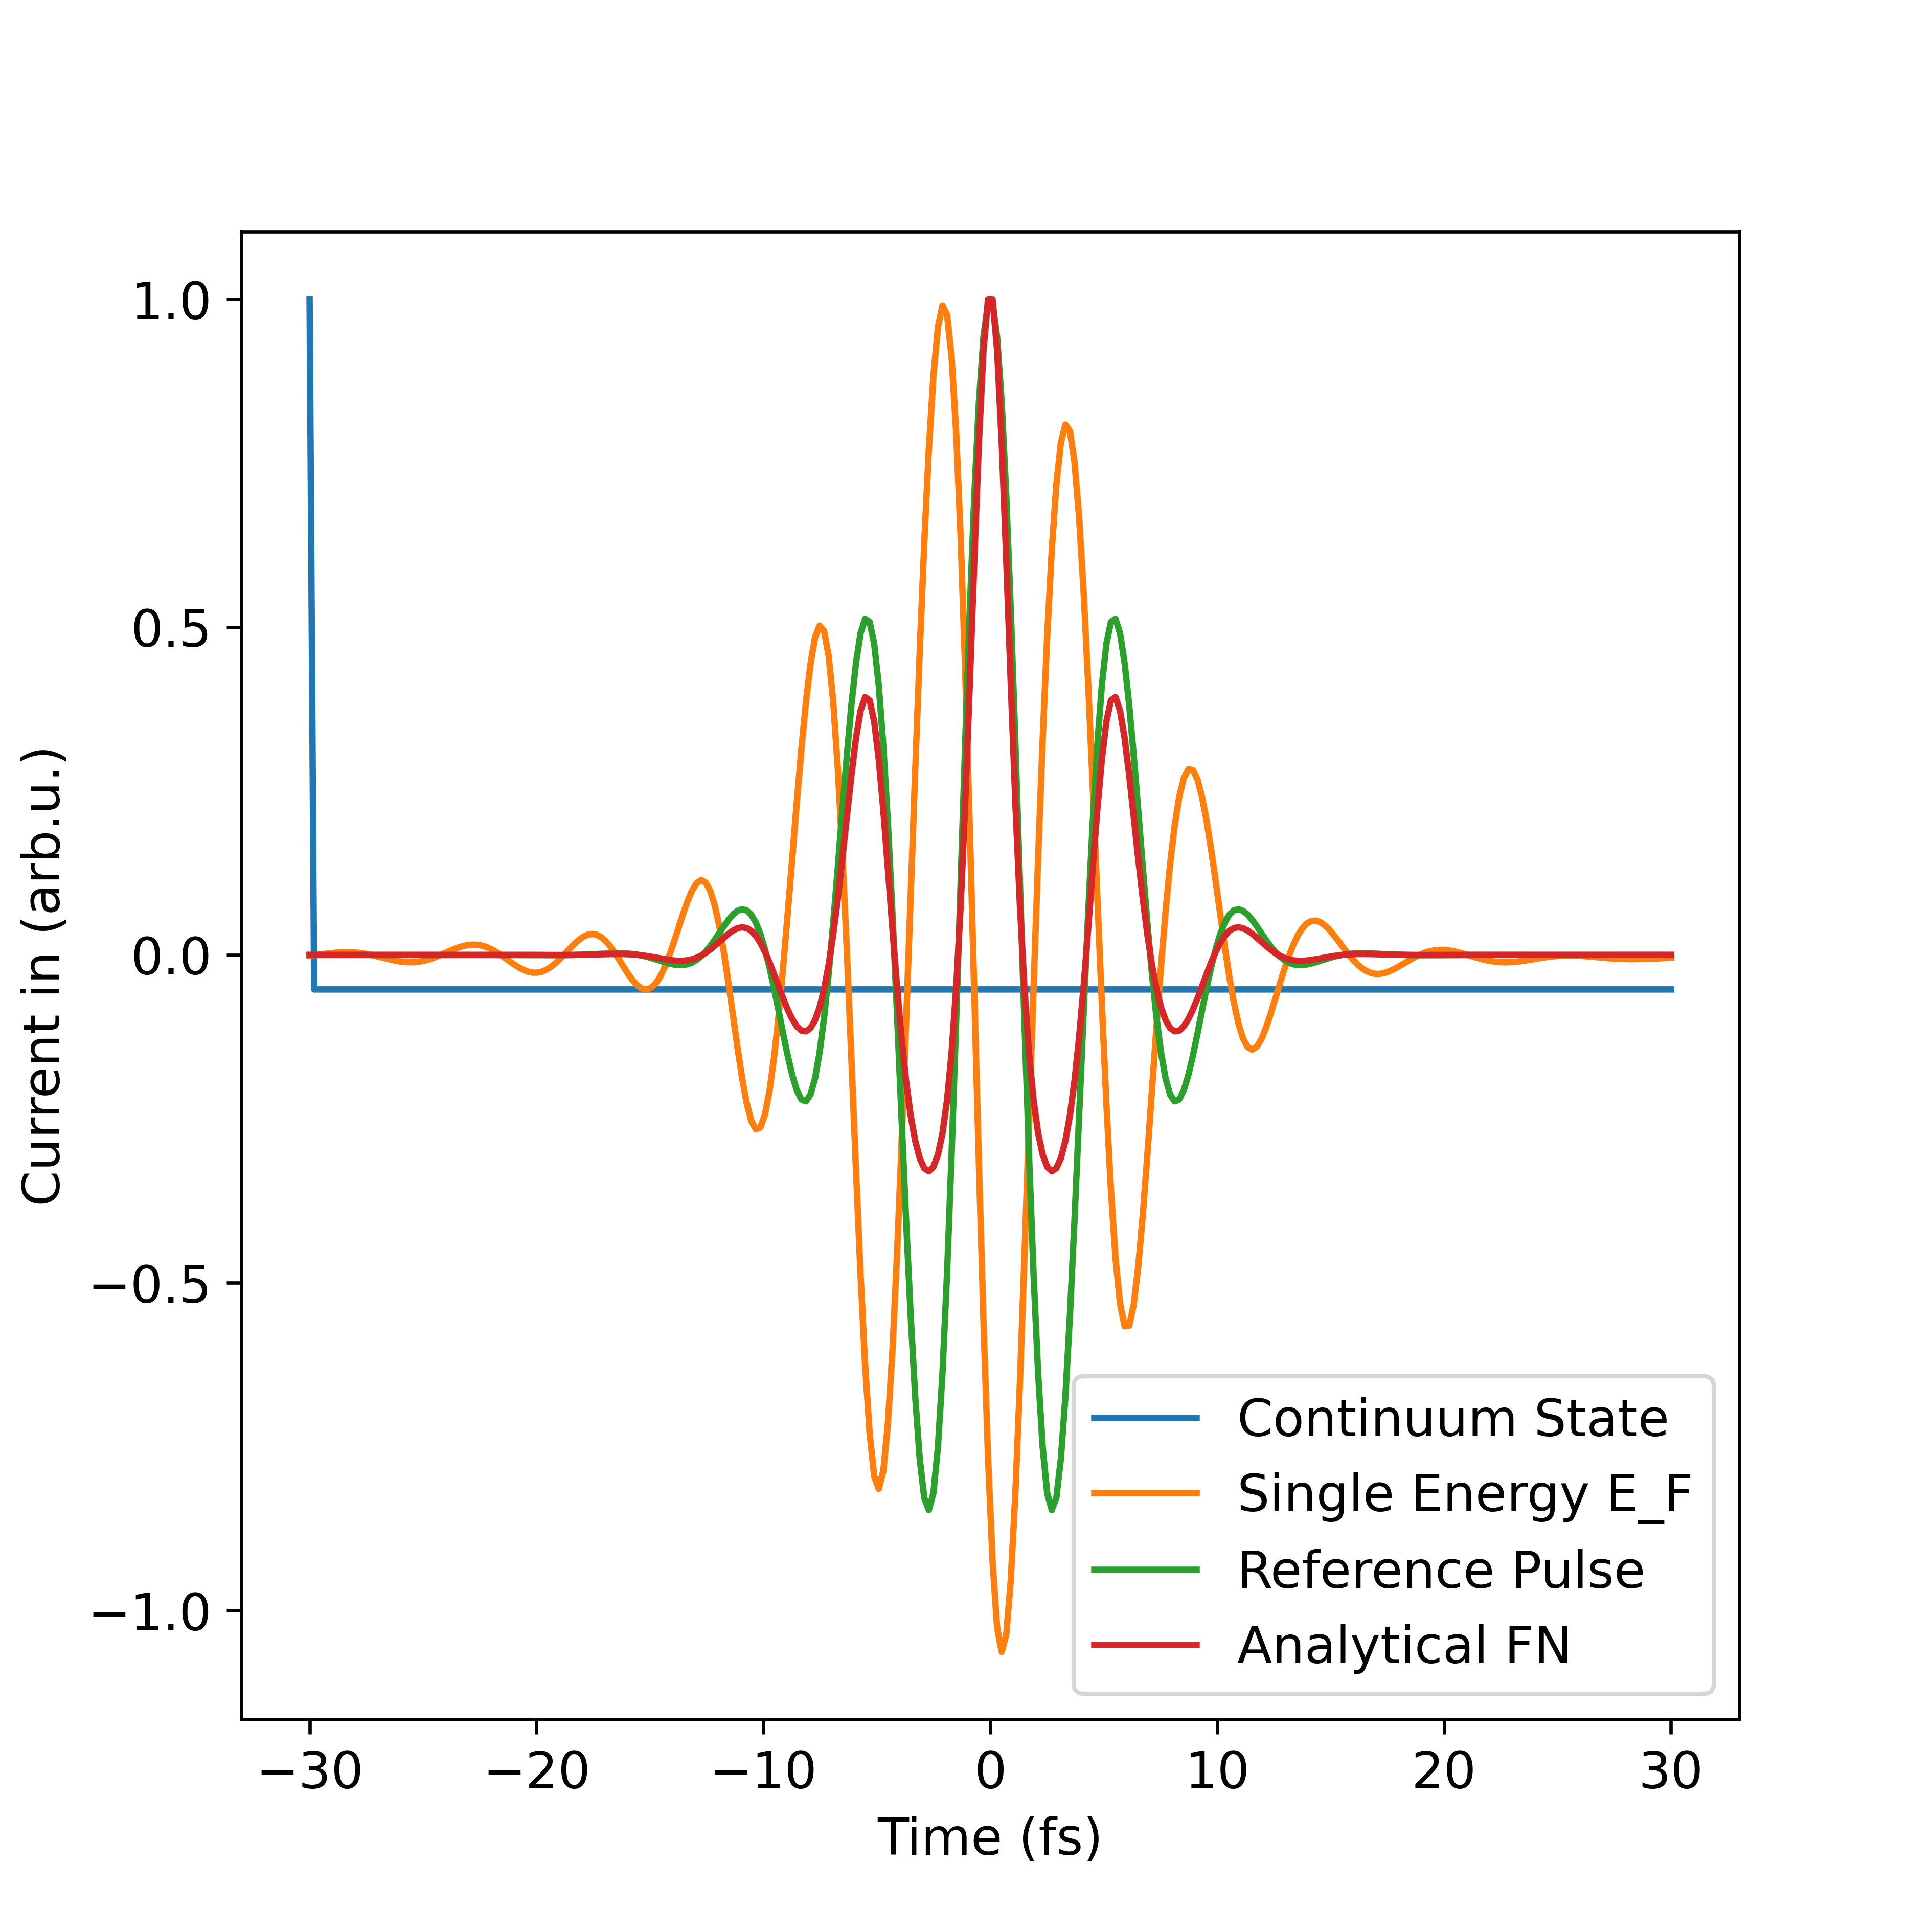 Current in (arb.u.)
1.0
0.5
0.0
−0.5
−1.0
Continuum State
Single Energy E_F
Reference Pulse
Analytical FN
−30 −20 −10 0 10 20 30
Time (fs)